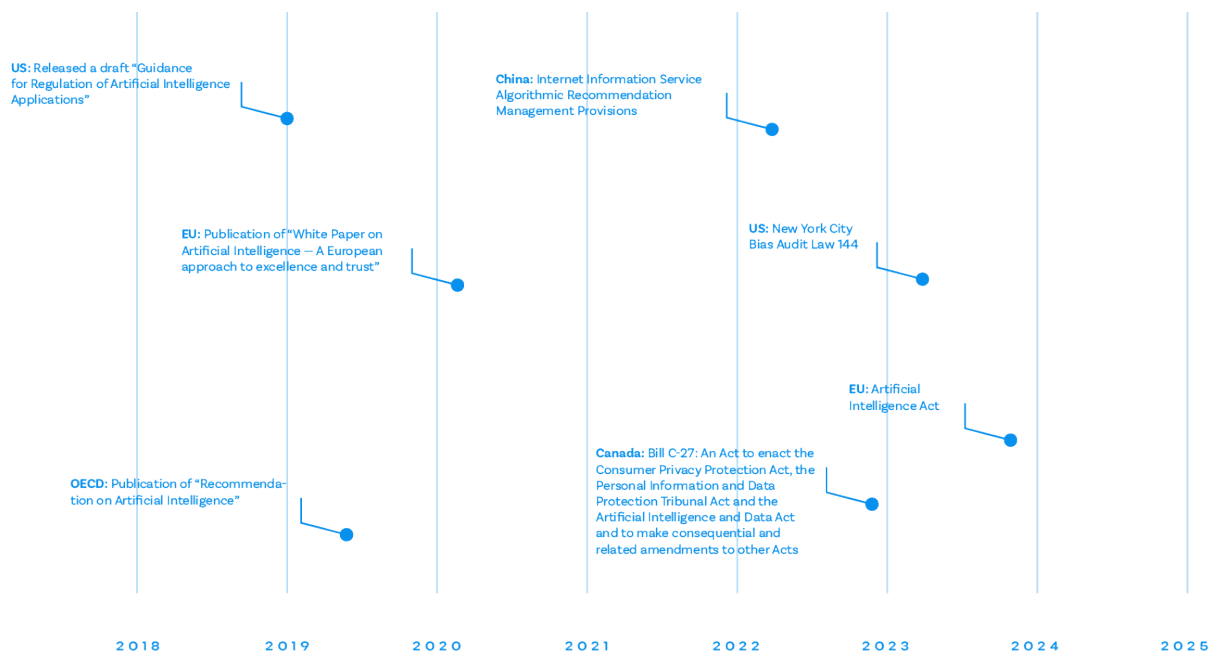 US: Released a draft “Guidance
for Regulation of Artificial Intelligence
Applications”
China: Internet Information Service
Algorithmic Recommendation
Management Provisions
EU: Publication of “White Paper on
Artificial Intelligence – A European
approach to excellence and trust”
US: New York City
Bias Audit Law 144
EU: Artificial
Intelligence Act
Canada: Bill C-27: An Act to enact the
Consumer Privacy Protection Act, the
Personal Information and Data
Protection Tribunal Act and the
Artificial Intelligence and Data Act
and to make consequential and
related amendments to other Acts
OECD: Publication of “Recommenda-
tion on Artificial Intelligence”
2018 2019 2020 2021 2022 2023 2024 2025